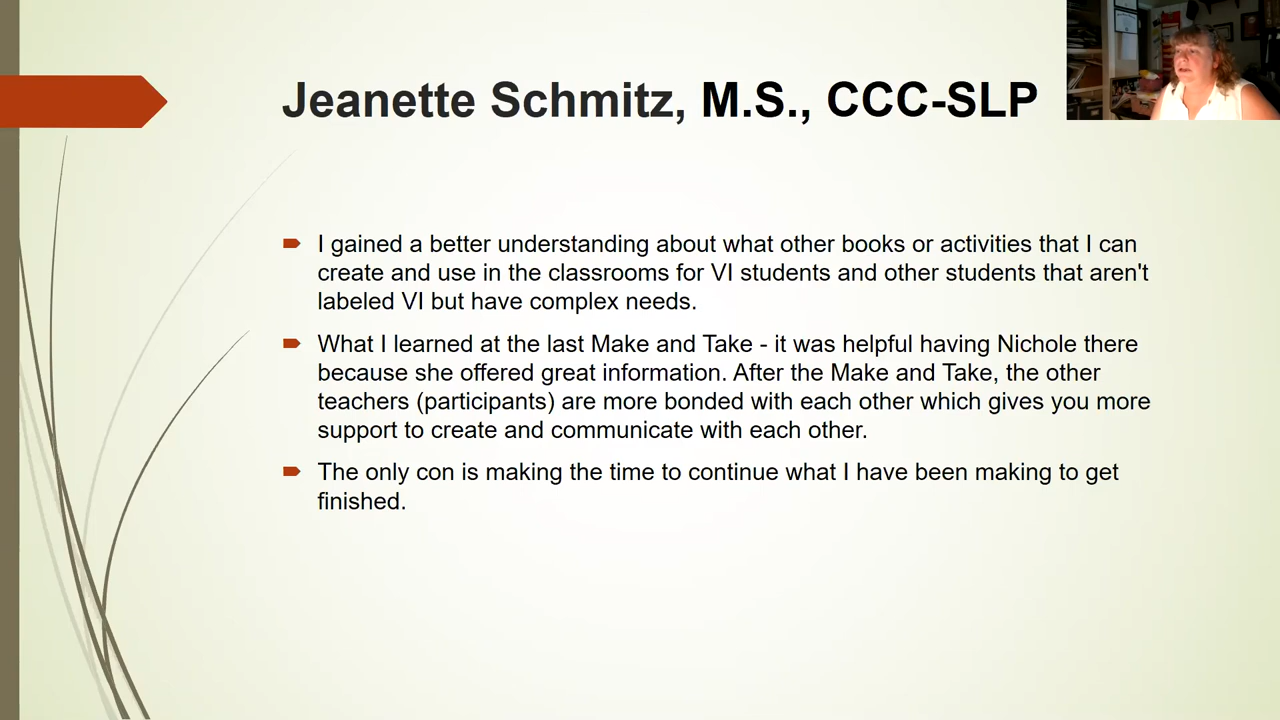 Jeanette Schmitz, M.S., CCC-SLP
I gained a better understanding about what other books or activities that I can
create and use in the classrooms for VI students and other students that aren't
labeled VI but have complex needs.
What I learned at the last Make and Take - it was helpful having Nichole there
because she offered great information. After the Make and Take, the other
teachers (participants) are more bonded with each other which gives you more
support to create and communicate with each other.
The only con is making the time to continue what I have been making to get
finished.